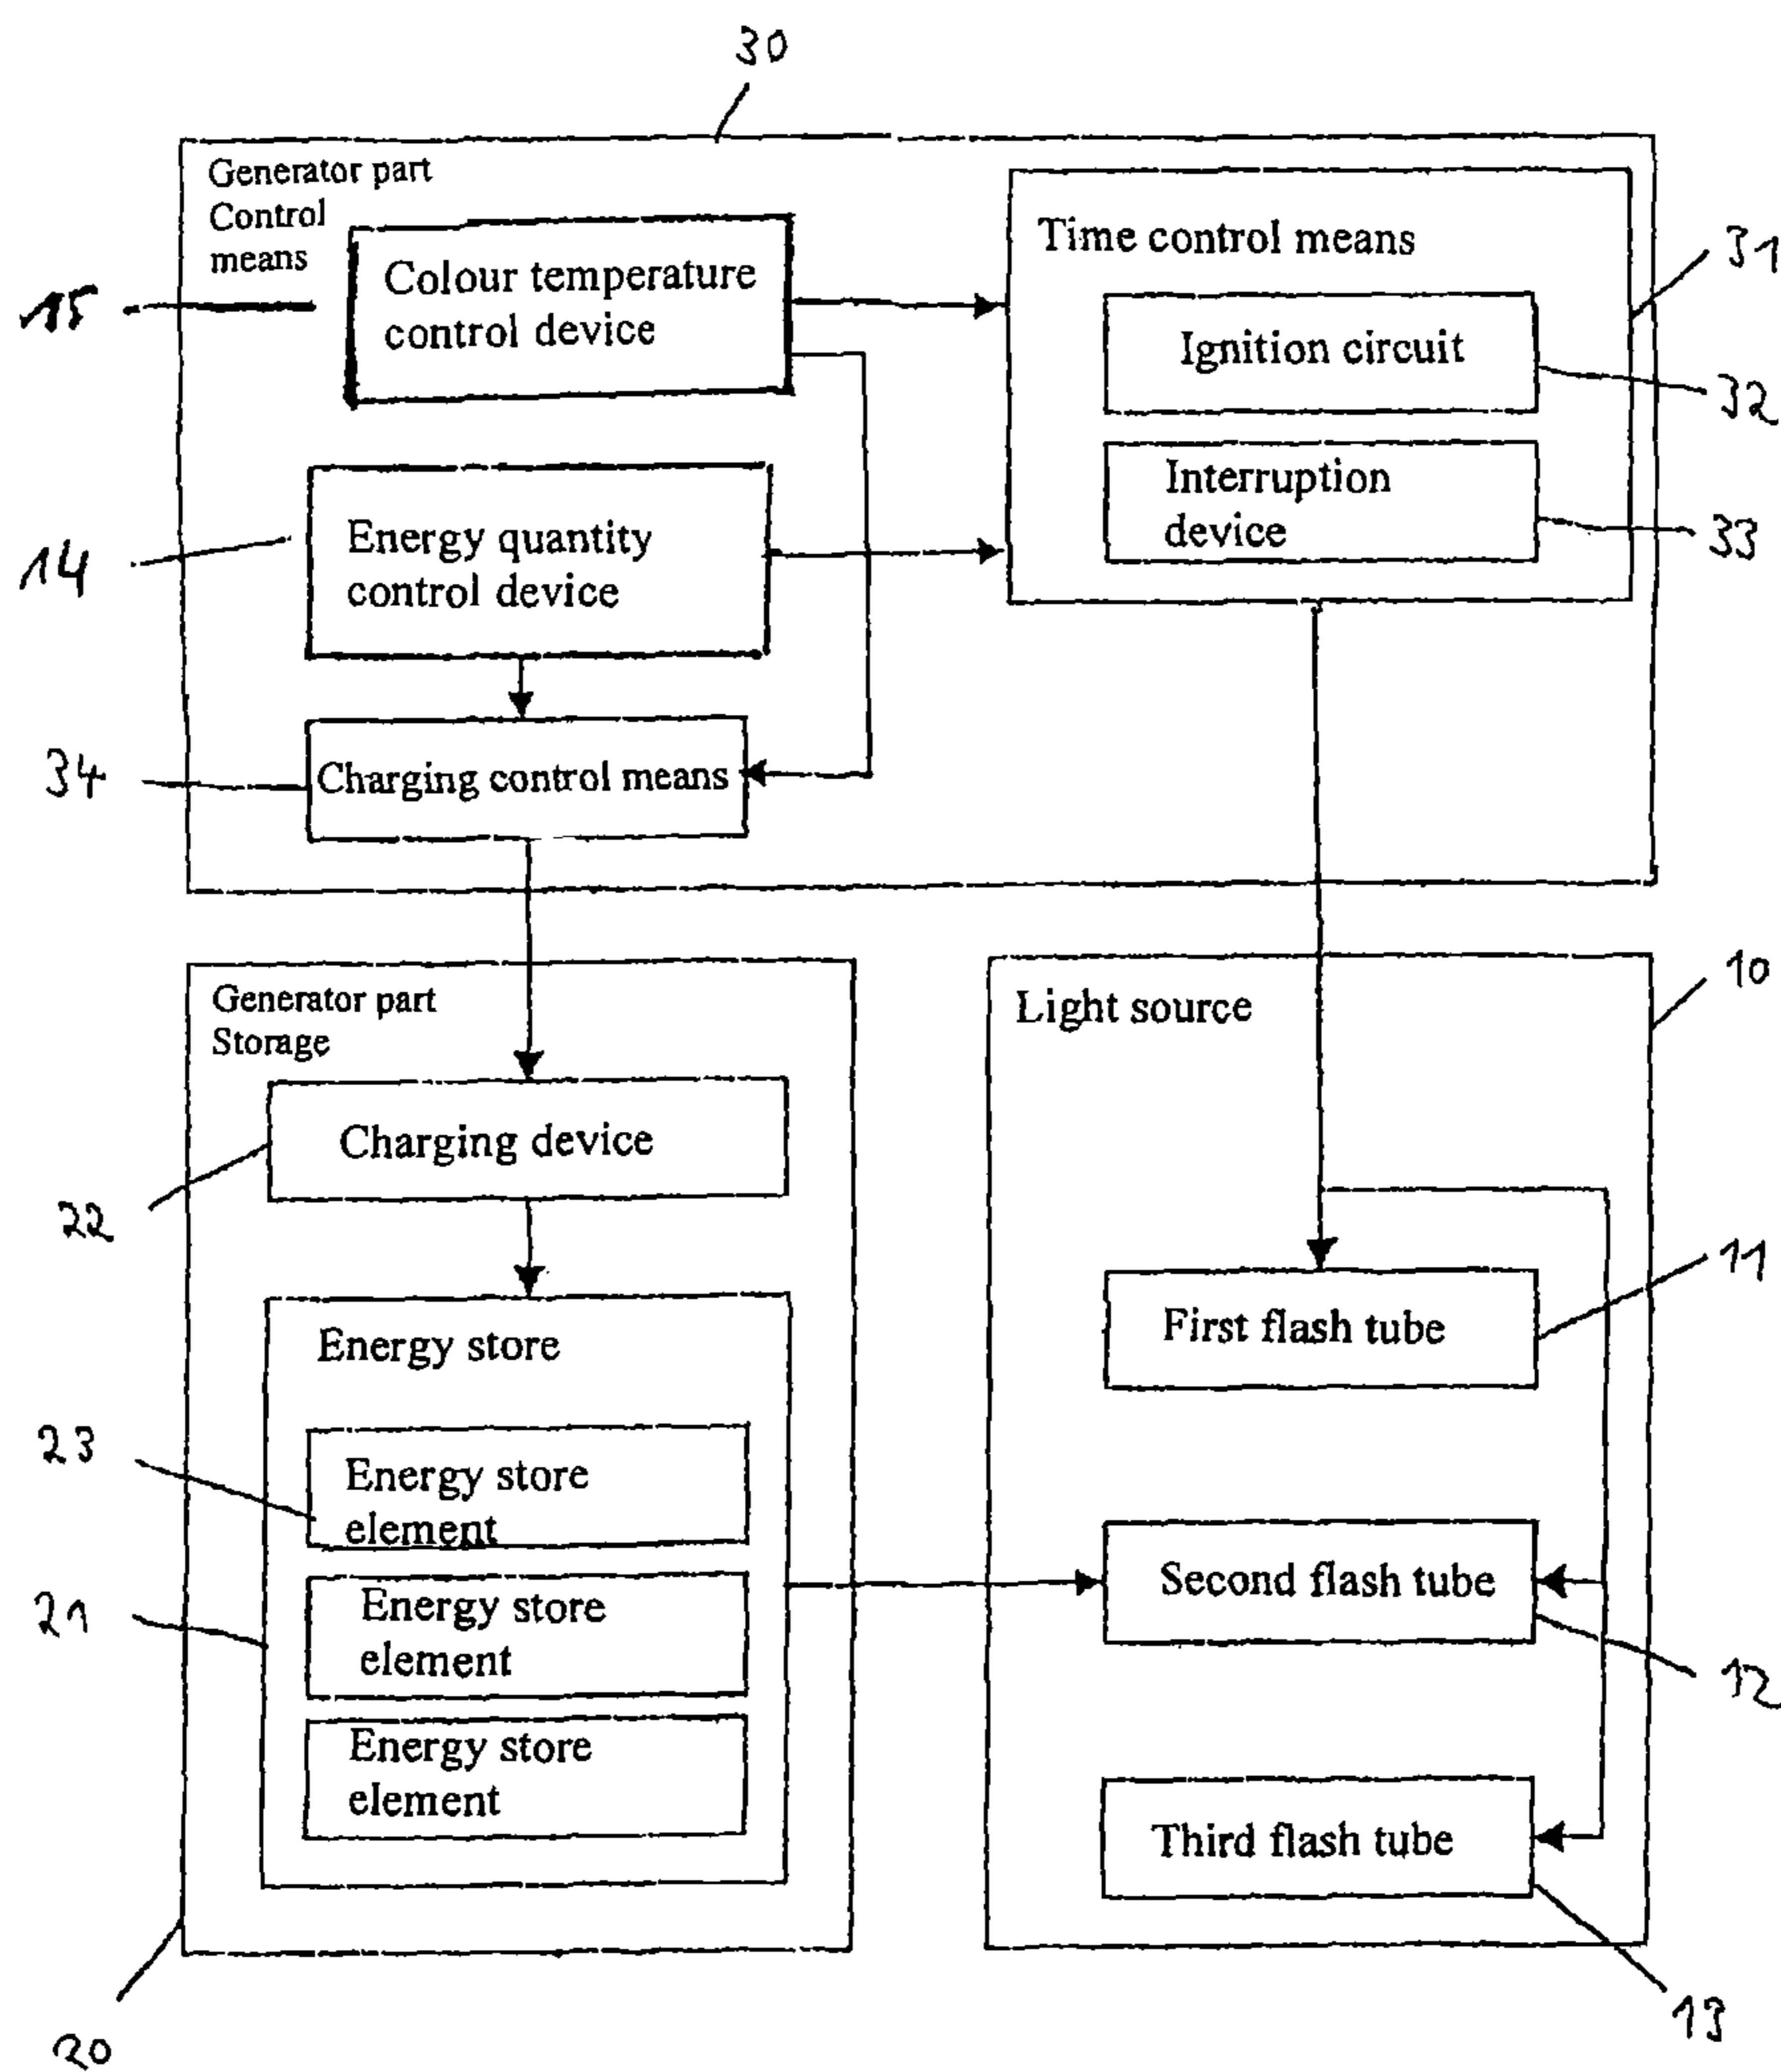 30
Generator part
Control
means
Colour temperature
control device
15
Time control means
31
Ignition circuit
32
Interruption
device
33
Energy quantity
control device
14
Charging control means
34
Generator part
Storage
Light source
10
Charging device
22
First flash tube
11
Energy store
Energy store
element
23
Energy store
element
21
Energy store
element
Second flash tube
12
Third flash tube
13
20